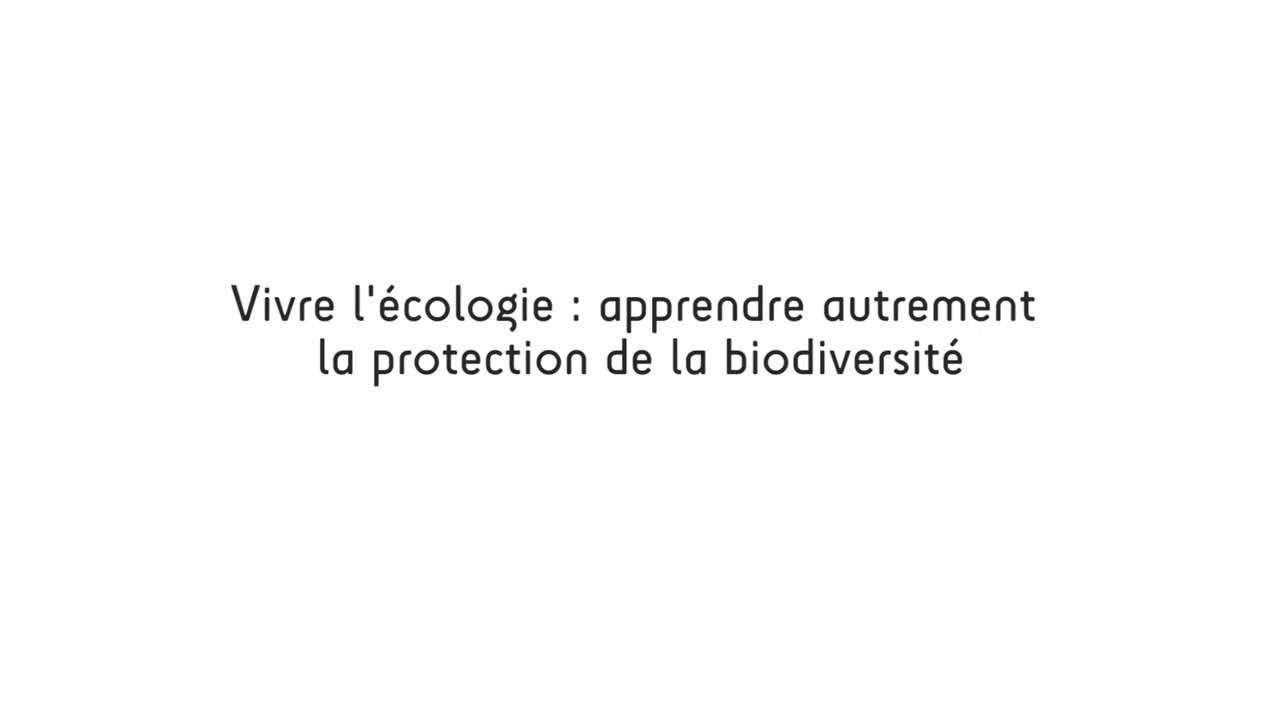 Vivre l'écologie : apprendre autrement
la protection de la biodiversité